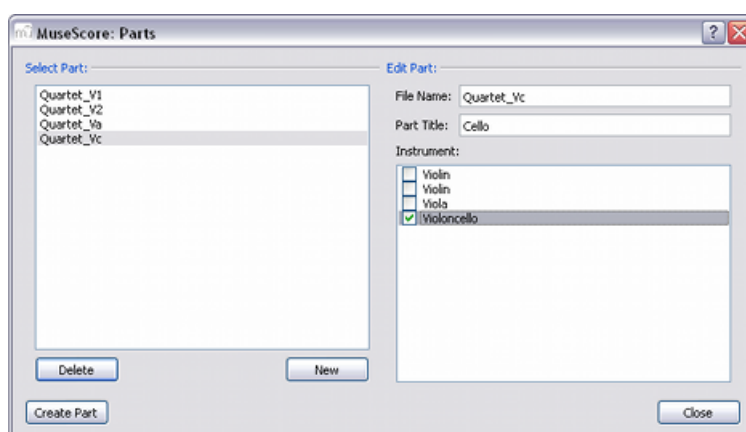 MuseScore: Parts
Select Part:
Quartet_V1
Quartet_V2
Quartet_Va
Quartet_Vc
Delete
New
Create Part
Edit Part:
File Name: Quartet_Vc
Part Title: Cello
Instrument:
Violin
Violin
Viola
Violoncello
Close